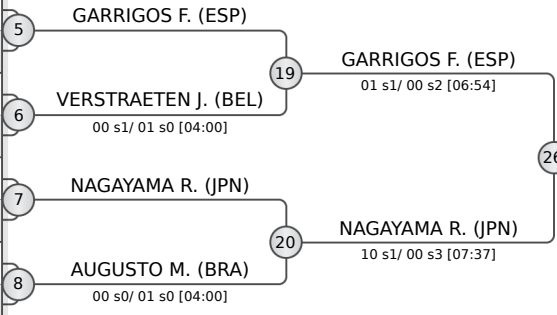 5
GARRIGOS F. (ESP)
19
GARRIGOS F. (ESP)
01 s1/ 00 s2 [06:54]
6
VERSTRAETEN J. (BEL)
00 s1/ 01 s0 [04:00]
26
7
NAGAYAMA R. (JPN)
20
NAGAYAMA R. (JPN)
10 s1/ 00 s3 [07:37]
8
AUGUSTO M. (BRA)
00 s0/ 01 s0 [04:00]